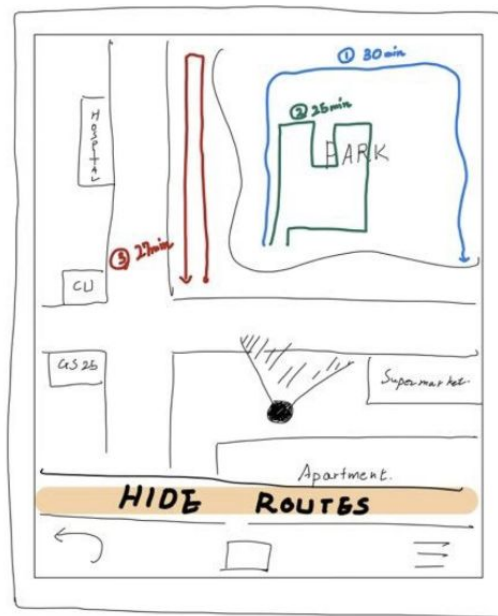 ① 30min
② 25min
PARK
Hospital
③ 27min
CU
GS25
Supermarket.
Apartment.
HIDE ROUTES